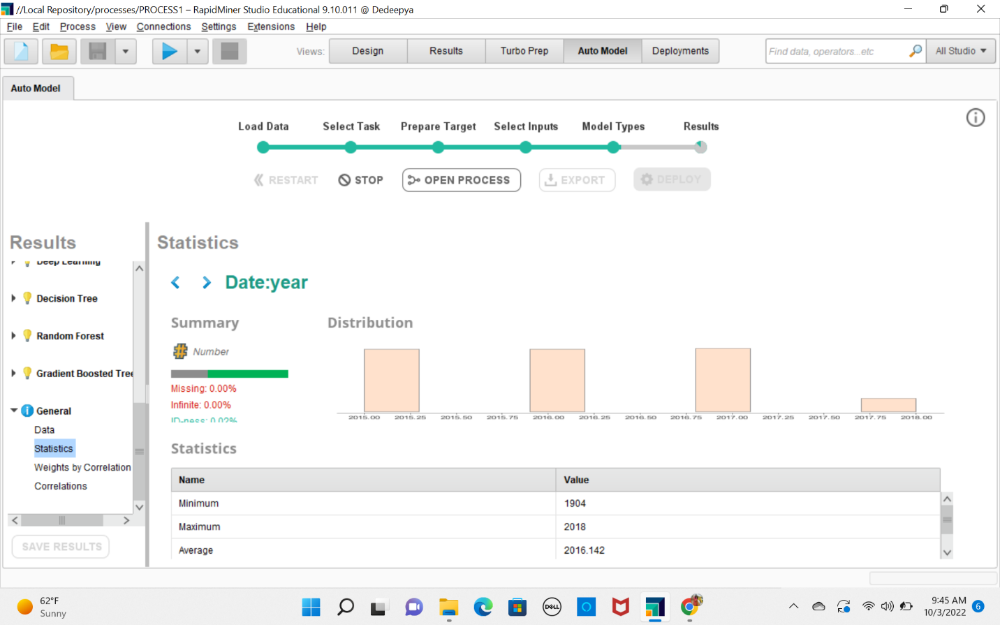 //Local Repository/processes/PROCESS1 – RapidMiner Studio Educational 9.10.011 @ Dedeepya
File Edit Process View Connections Settings Extensions Help
Views: Design Results Turbo Prep Auto Model Deployments Find data, operators...etc All Studio
Auto Model
Load Data Select Task Prepare Target Select Inputs Model Types Results
RESTART STOP OPEN PROCESS EXPORT DEPLOY
Results
Deep Learning
Decision Tree
Random Forest
Gradient Boosted Tree
General
Data
Statistics
Weights by Correlation
Correlations
SAVE RESULTS
Statistics
Date:year
Summary
Number
Missing: 0.00%
Infinite: 0.00%
ID-ness: 0.02%
Distribution
2015.00 2015.25 2015.50 2015.75 2016.00 2016.25 2016.50 2016.75 2017.00 2017.25 2017.50 2017.75 2018.00
Statistics
Name Value
Minimum 1904
Maximum 2018
Average 2016.142
62°F
Sunny
DELL
9:45 AM
10/3/2022 6